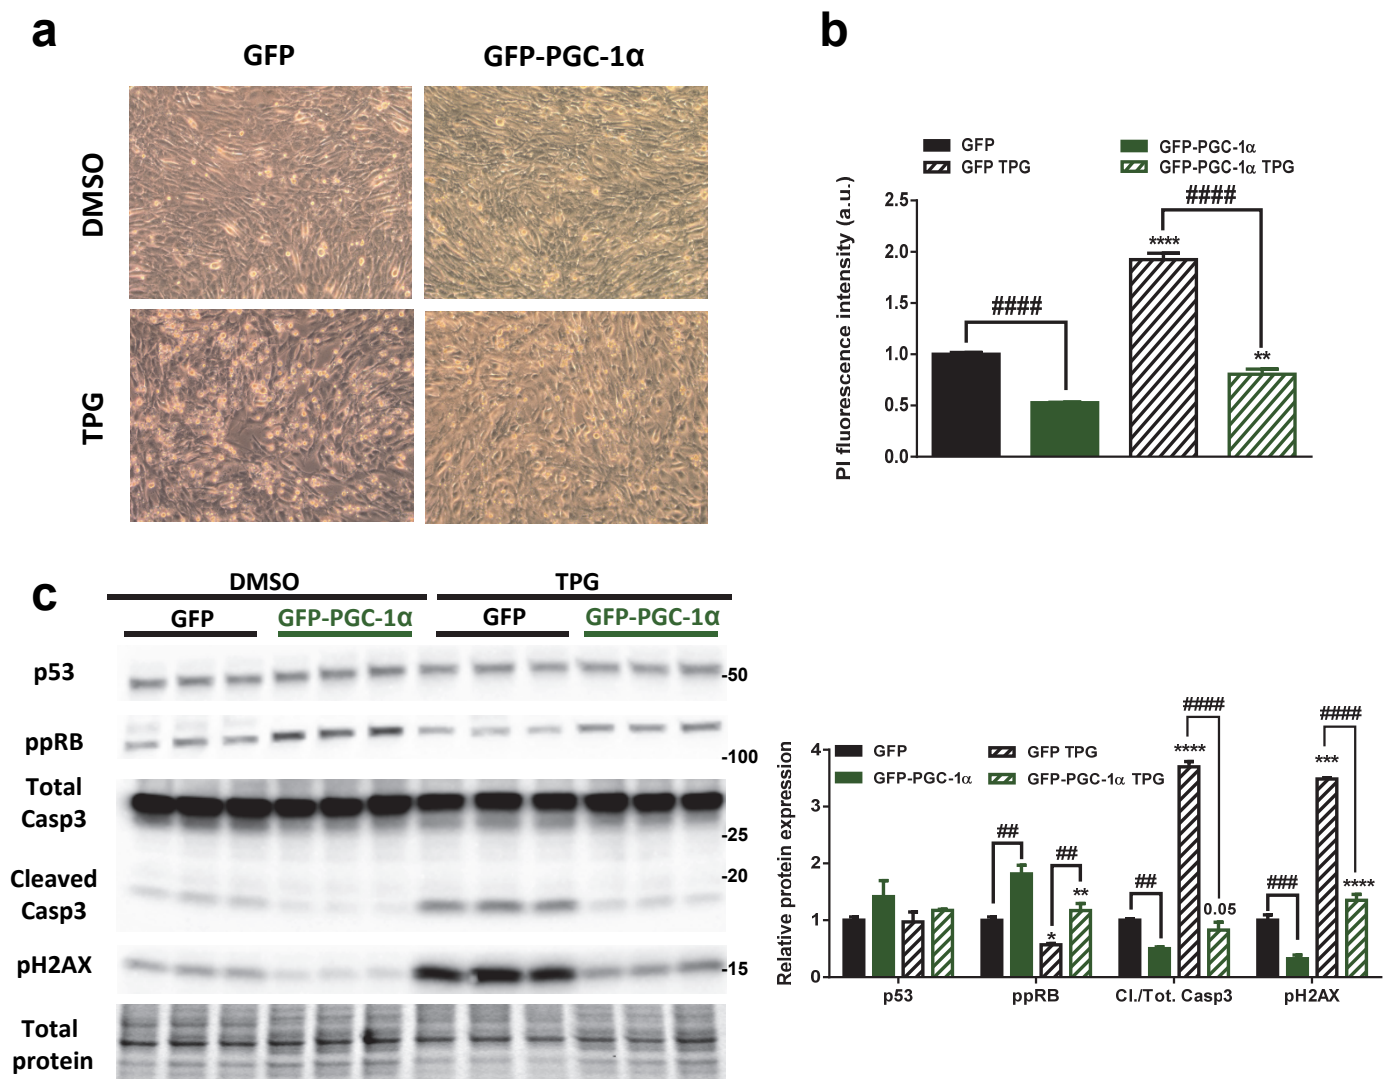 a
GFP
GFP-PGC-1α
DMSO
TPG
b
GFP
GFP TPG
GFP-PGC-1α
GFP-PGC-1α TPG
PI fluorescence intensity (a.u.)
2.5
2.0
1.5
1.0
0.5
0.0
####
####
****
**
c
DMSO
TPG
GFP
GFP-PGC-1α
GFP
GFP-PGC-1α
p53
-50
ppRB
-100
Total
Casp3
-25
-20
Cleaved
Casp3
pH2AX
-15
Total
protein
Relative protein expression
4
3
2
1
0
GFP
GFP-PGC-1α
GFP TPG
GFP-PGC-1α TPG
##
##
*
**
##
####
****
0.05
###
####
***
****
p53
ppRB
Cl./Tot. Casp3
pH2AX